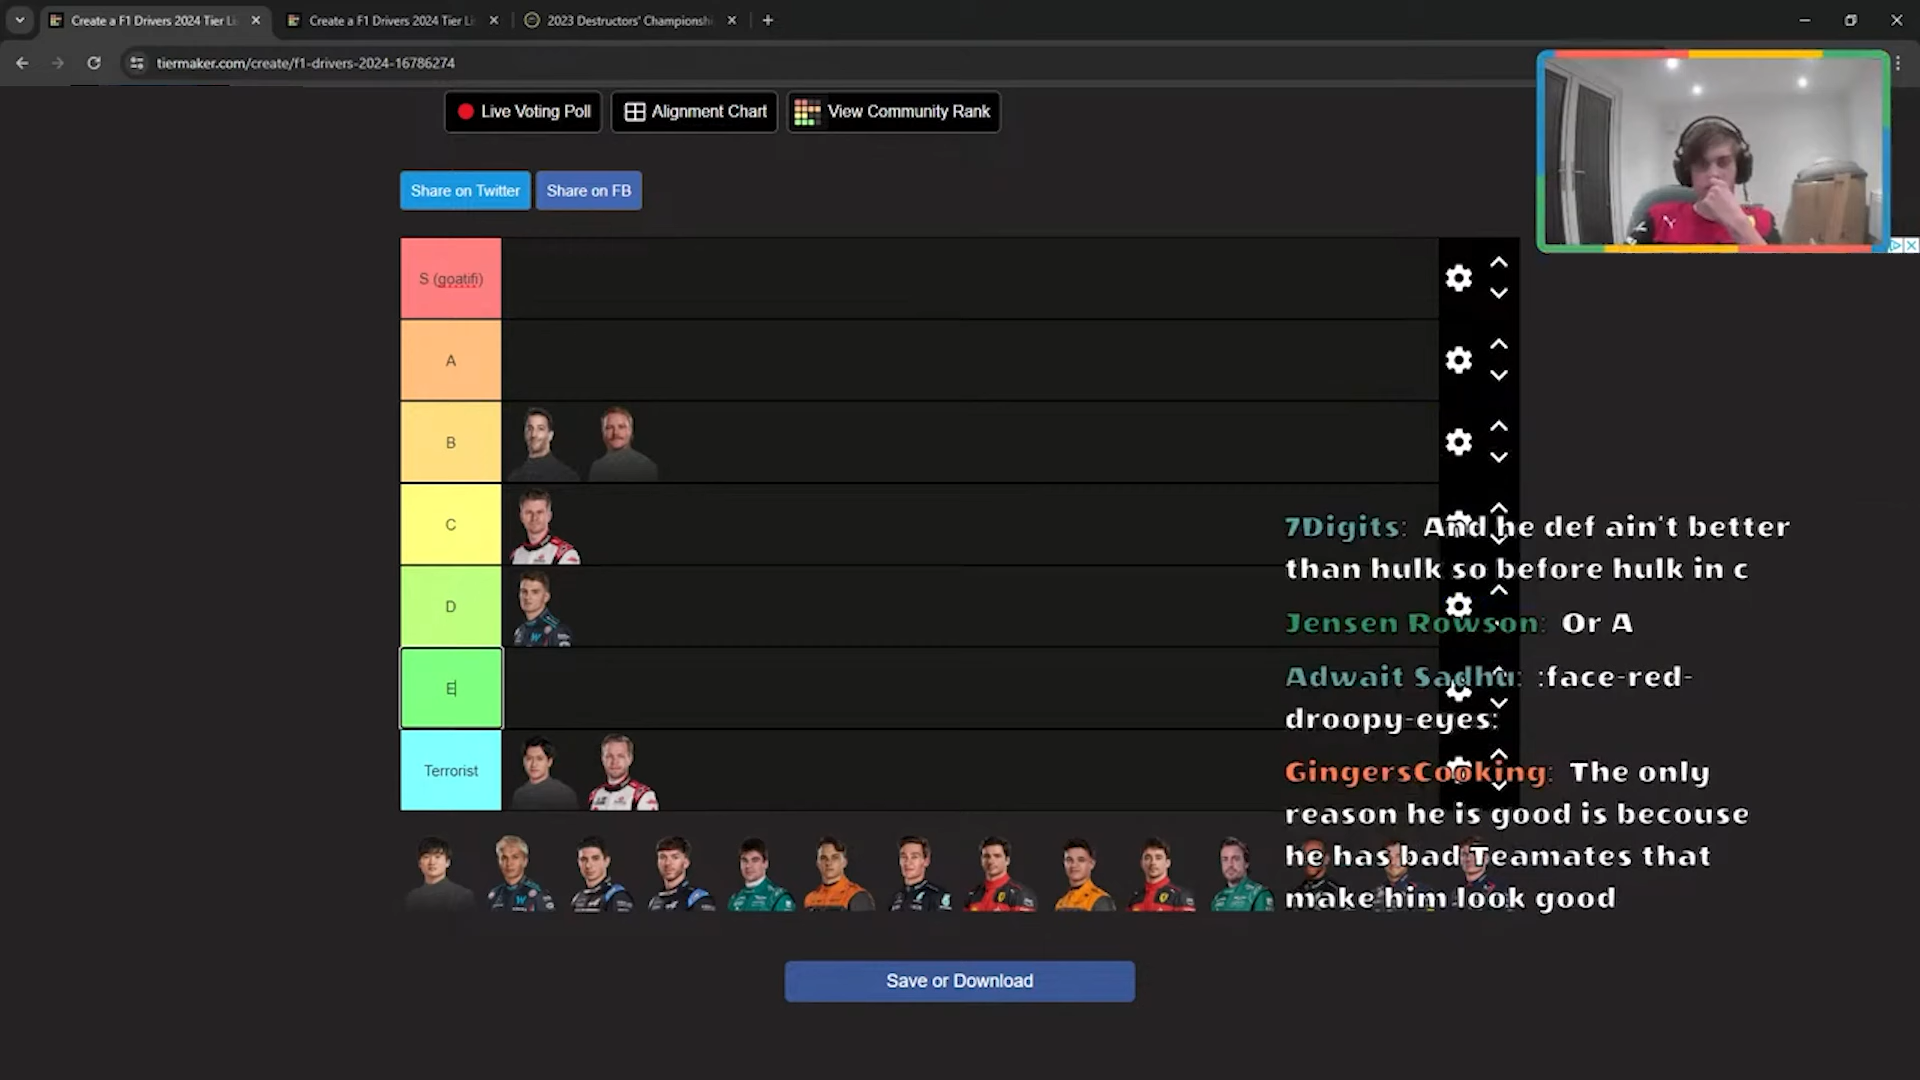 Create a F1 Drivers 2024 Tier Li
Create a F1 Drivers 2024 Tier Li
2023 Destructors' Championsh
tiermaker.com/create/f1-drivers-2024-16786274
Live Voting Poll
Alignment Chart
View Community Rank
Share on Twitter
Share on FB
S (goatifi)
A
B
C
D
E
Terrorist
7Digits: And he def ain't better
than hulk so before hulk in c
Jensen Rowson: Or A
Adwait Sadhu: :face-red-
droopy-eyes:
GingersCooking: The only
reason he is good is becouse
he has bad Teamates that
make him look good
Save or Download